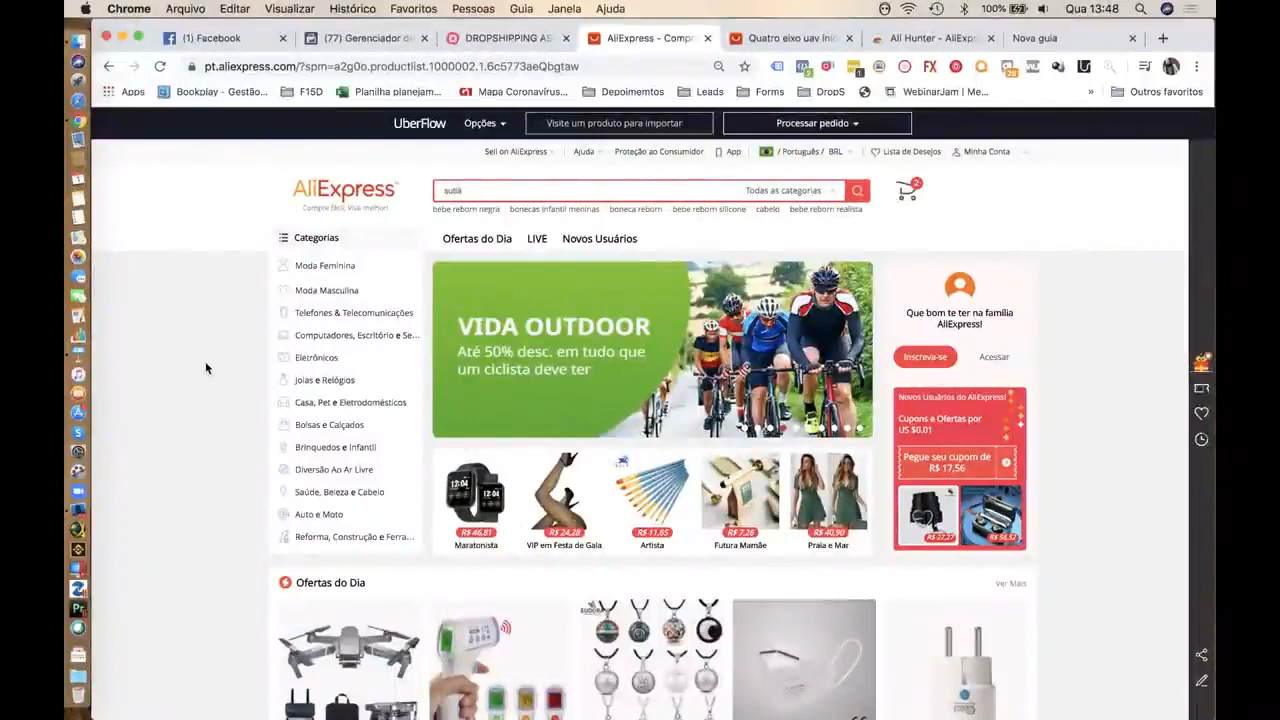 Chrome Arquivo Editar Visualizar Histórico Favoritos Pessoas Guia Janela Ajuda 100% Qua 13:48
(1) Facebook
(77) Gerenciador de
DROPSHIPPING AS
AliExpress - Comp
Quatro eixo uav ini
Ali Hunter - AliExp
Nova guia
pt.aliexpress.com/?spm=a2g0o.productlist.1000002.1.6c5773aeQbgtaw
Apps Bookplay - Gestão... F15D Planilha planejam... Mapa Coronavírus... Depoimentos Leads Forms DropS WebinarJam | Me... » Outros favoritos
UberFlow Opções Visite um produto para importar Processar pedido
Sell on AliExpress Ajuda Proteção ao Consumidor App / Português / BRL Lista de Desejos Minha Conta
AliExpress
Compre fácil, viva melhor!
sutiã Todas as categorias
2
bebe reborn negra bonecas infantil meninas boneca reborn bebe reborn silicone cabelo bebe reborn realista
Categorias
Ofertas do Dia LIVE Novos Usuários
Moda Feminina
Moda Masculina
Telefones & Telecomunicações
Computadores, Escritório e Se...
Eletrônicos
Joias e Relógios
Casa, Pet e Eletrodomésticos
Bolsas e Calçados
Brinquedos e Infantil
Diversão Ao Ar Livre
Saúde, Beleza e Cabelo
Auto e Moto
Reforma, Construção e Ferra...
VIDA OUTDOOR
Até 50% desc. em tudo que
um ciclista deve ter
Que bom te ter na família
AliExpress!
Inscreva-se Acessar
Novos Usuários do AliExpress!
Cupons e Ofertas por
US $0.01
Pegue seu cupom de
R$ 17,56
R$ 27,27
R$ 46,81 R$ 24,28 R$ 11,65 R$ 7,26 R$ 40,90
Maratonista VIP em Festa de Gala Artista Futura Mamãe Praia e Mar
Ofertas do Dia Ver Mais